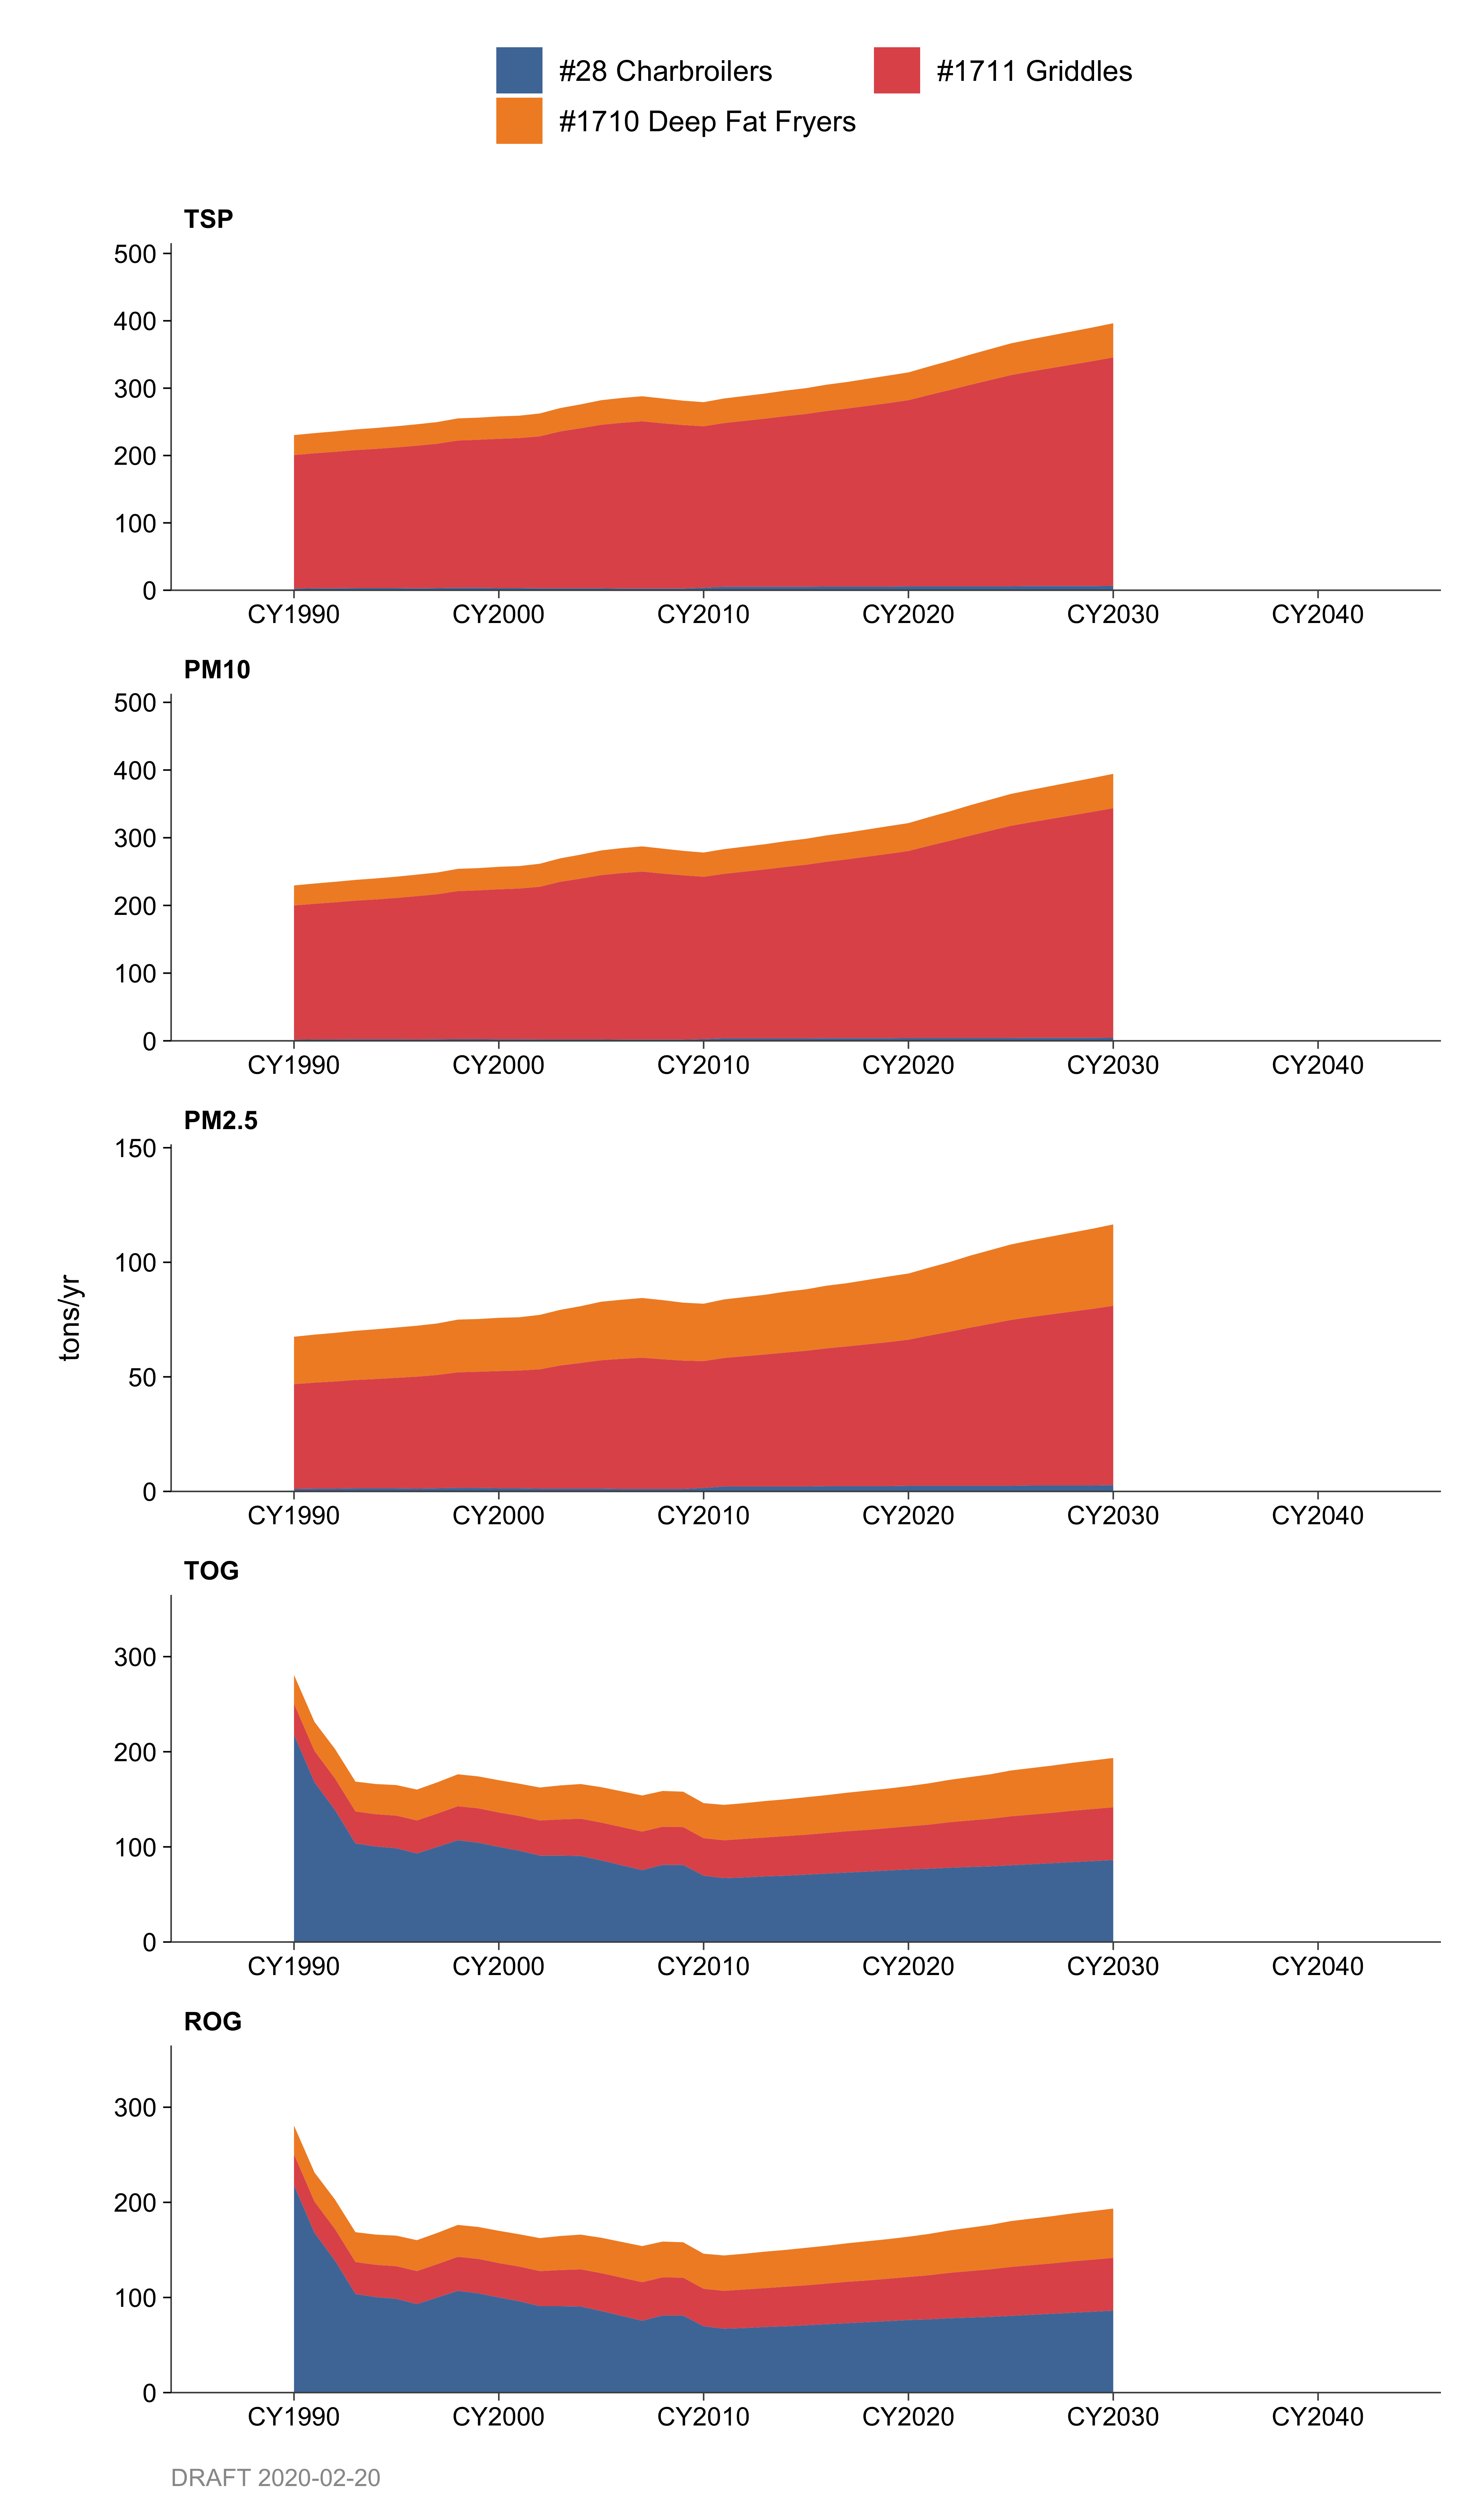 #28 Charbroilers #1711 Griddles
#1710 Deep Fat Fryers
TSP
500
400
300
200
100
0
CY1990 CY2000 CY2010 CY2020 CY2030 CY2040
PM10
500
400
300
200
100
0
CY1990 CY2000 CY2010 CY2020 CY2030 CY2040
PM2.5
150
100
50
0
CY1990 CY2000 CY2010 CY2020 CY2030 CY2040
tons/yr
TOG
300
200
100
0
CY1990 CY2000 CY2010 CY2020 CY2030 CY2040
ROG
300
200
100
0
CY1990 CY2000 CY2010 CY2020 CY2030 CY2040
DRAFT 2020-02-20